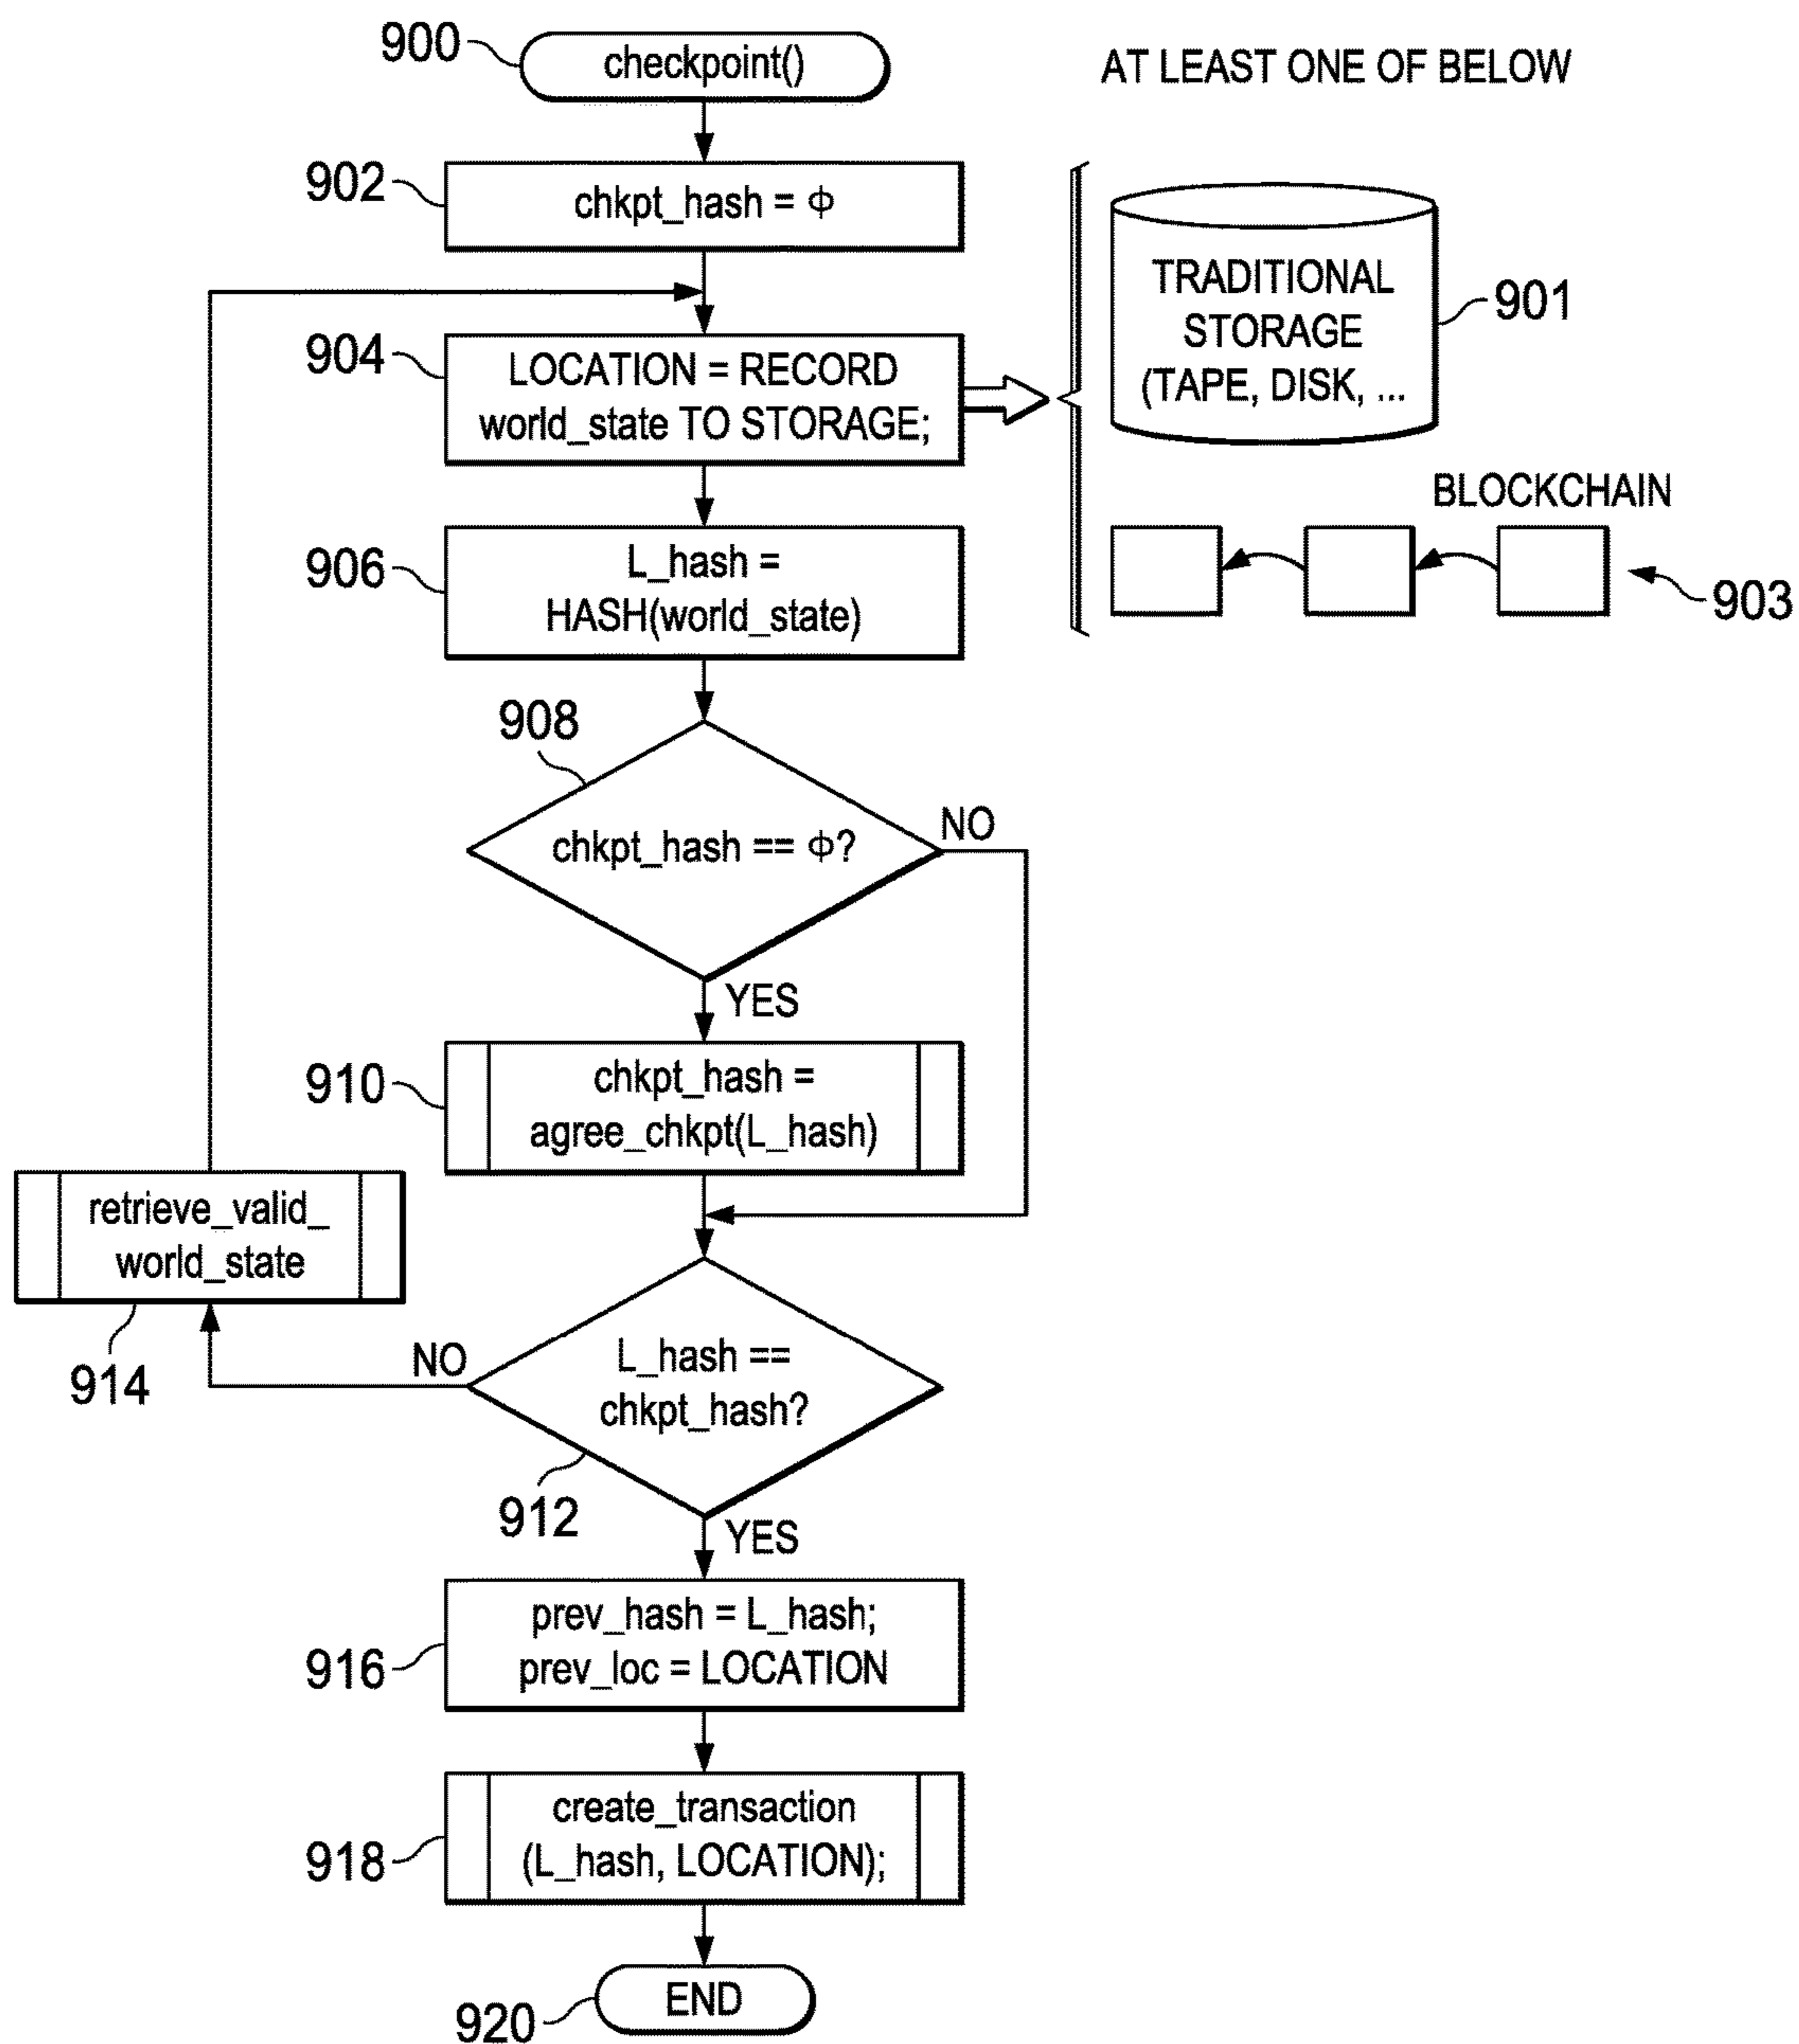 900
checkpoint()
AT LEAST ONE OF BELOW
902
chkpt_hash = Φ
TRADITIONAL
STORAGE
(TAPE, DISK, ...
901
904
LOCATION = RECORD
world_state TO STORAGE;
BLOCKCHAIN
903
906
L_hash =
HASH(world_state)
908
chkpt_hash == Φ?
NO
YES
910
chkpt_hash =
agree_chkpt(L_hash)
retrieve_valid_
world_state
914
NO
L_hash ==
chkpt_hash?
912
YES
916
prev_hash = L_hash;
prev_loc = LOCATION
918
create_transaction
(L_hash, LOCATION);
END
920